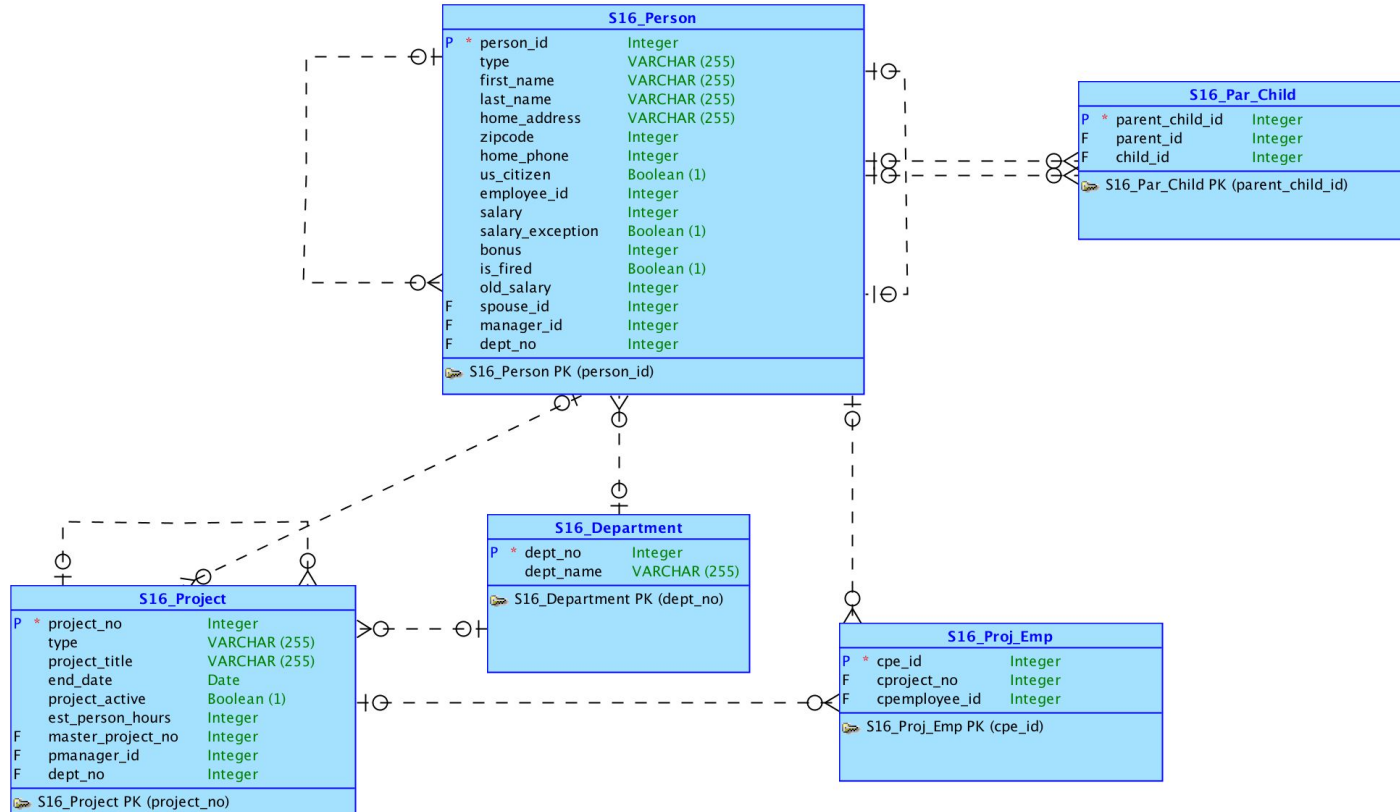 S16_Person
P * person_id Integer
type VARCHAR (255)
first_name VARCHAR (255)
last_name VARCHAR (255)
home_address VARCHAR (255)
zipcode Integer
home_phone Integer
us_citizen Boolean (1)
employee_id Integer
salary Integer
salary_exception Boolean (1)
bonus Integer
is_fired Boolean (1)
old_salary Integer
F spouse_id Integer
F manager_id Integer
F dept_no Integer
S16_Person PK (person_id)
S16_Par_Child
P * parent_child_id Integer
F parent_id Integer
F child_id Integer
S16_Par_Child PK (parent_child_id)
S16_Department
P * dept_no Integer
dept_name VARCHAR (255)
S16_Department PK (dept_no)
S16_Project
P * project_no Integer
type VARCHAR (255)
project_title VARCHAR (255)
end_date Date
project_active Boolean (1)
est_person_hours Integer
F master_project_no Integer
F pmanager_id Integer
F dept_no Integer
S16_Project PK (project_no)
S16_Proj_Emp
P * cpe_id Integer
F cproject_no Integer
F cpemployee_id Integer
S16_Proj_Emp PK (cpe_id)